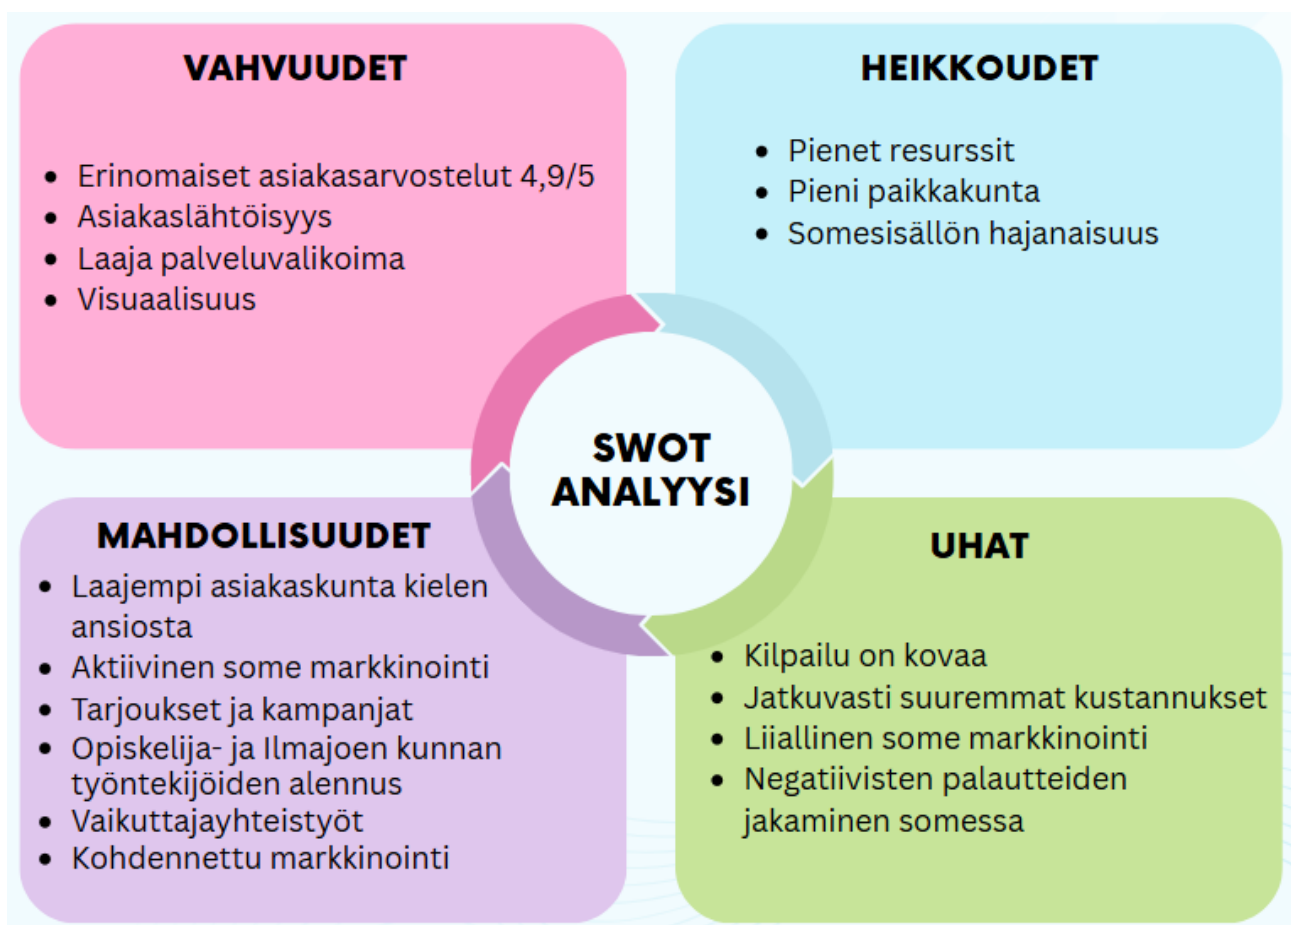 VAHVUUDET
• Erinomaiset asiakasarvostelut 4,9/5
• Asiakaslähtöisyys
• Laaja palveluvalikoima
• Visuaalisuus
HEIKKOUDET
• Pienet resurssit
• Pieni paikkakunta
• Somesisällön hajanaisuus
SWOT
ANALYYSI
MAHDOLLISUUDET
• Laajempi asiakaskunta kielen
ansiosta
• Aktiivinen some markkinointi
• Tarjoukset ja kampanjat
• Opiskelija- ja Ilmajoen kunnan
työntekijöiden alennus
• Vaikuttajayhteistyöt
• Kohdennettu markkinointi
UHAT
• Kilpailu on kovaa
• Jatkuvasti suuremmat kustannukset
• Liiallinen some markkinointi
• Negatiivisten palautteiden
jakaminen somessa